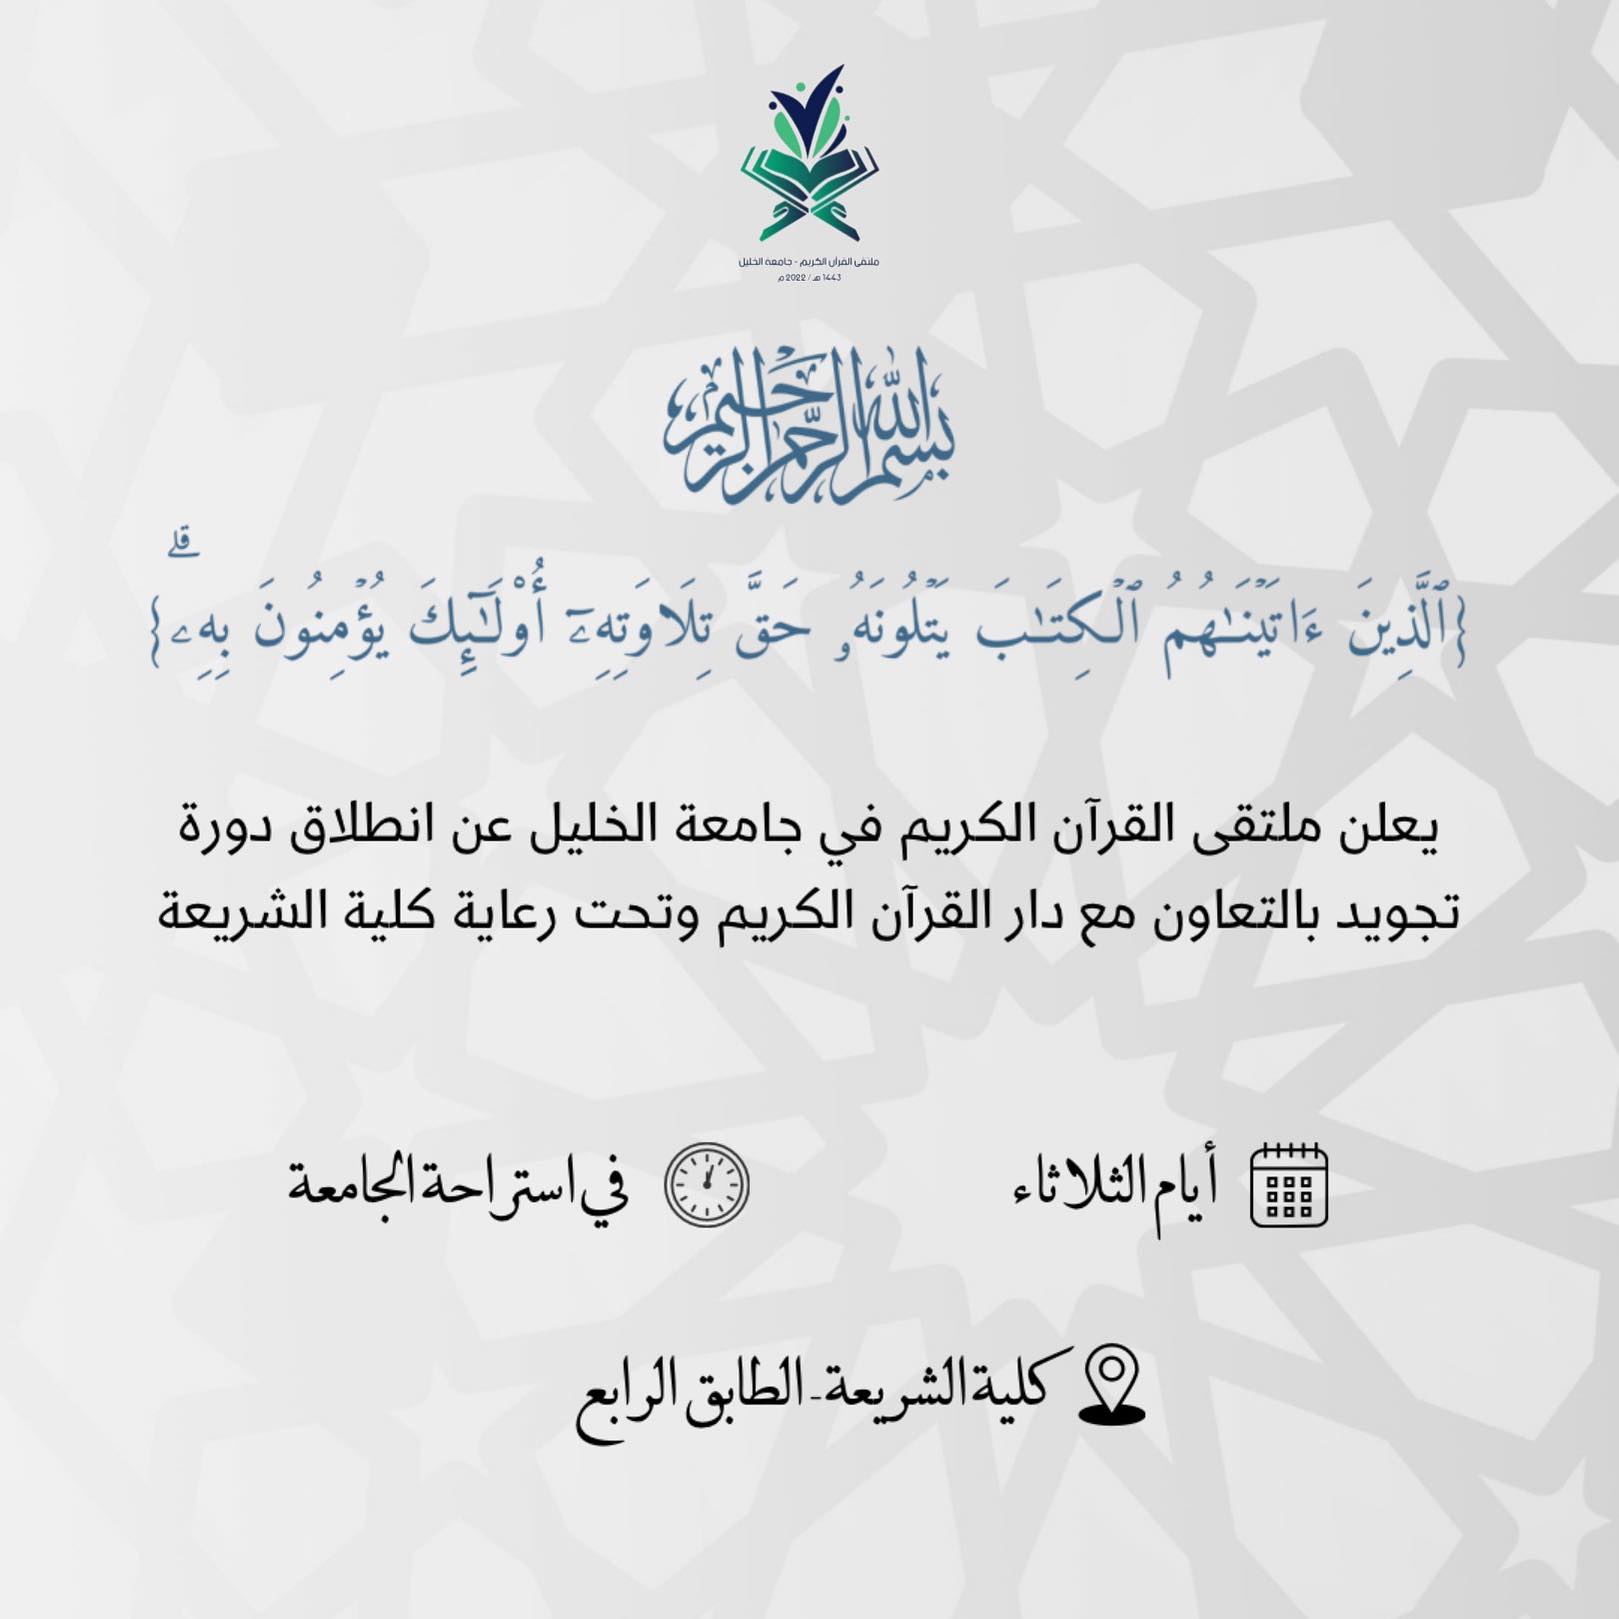 ملتقى القرآن الكريم - جامعة الخليل
1443 هـ / 2022 م
بسم الله الرحمن الرحيم
{ٱلَّذِينَ ءَاتَيۡنَٰهُمُ ٱلۡكِتَٰبَ يَتۡلُونَهُۥ حَقَّ تِلَاوَتِهِۦٓ أُوْلَٰٓئِكَ يُؤۡمِنُونَ بِهِۦۗ}
يعلن ملتقى القرآن الكريم في جامعة الخليل عن انطلاق دورة
تجويد بالتعاون مع دار القرآن الكريم وتحت رعاية كلية الشريعة
أيام الثلاثاء
في استراحة الجامعة
كلية الشريعة - الطابق الرابع